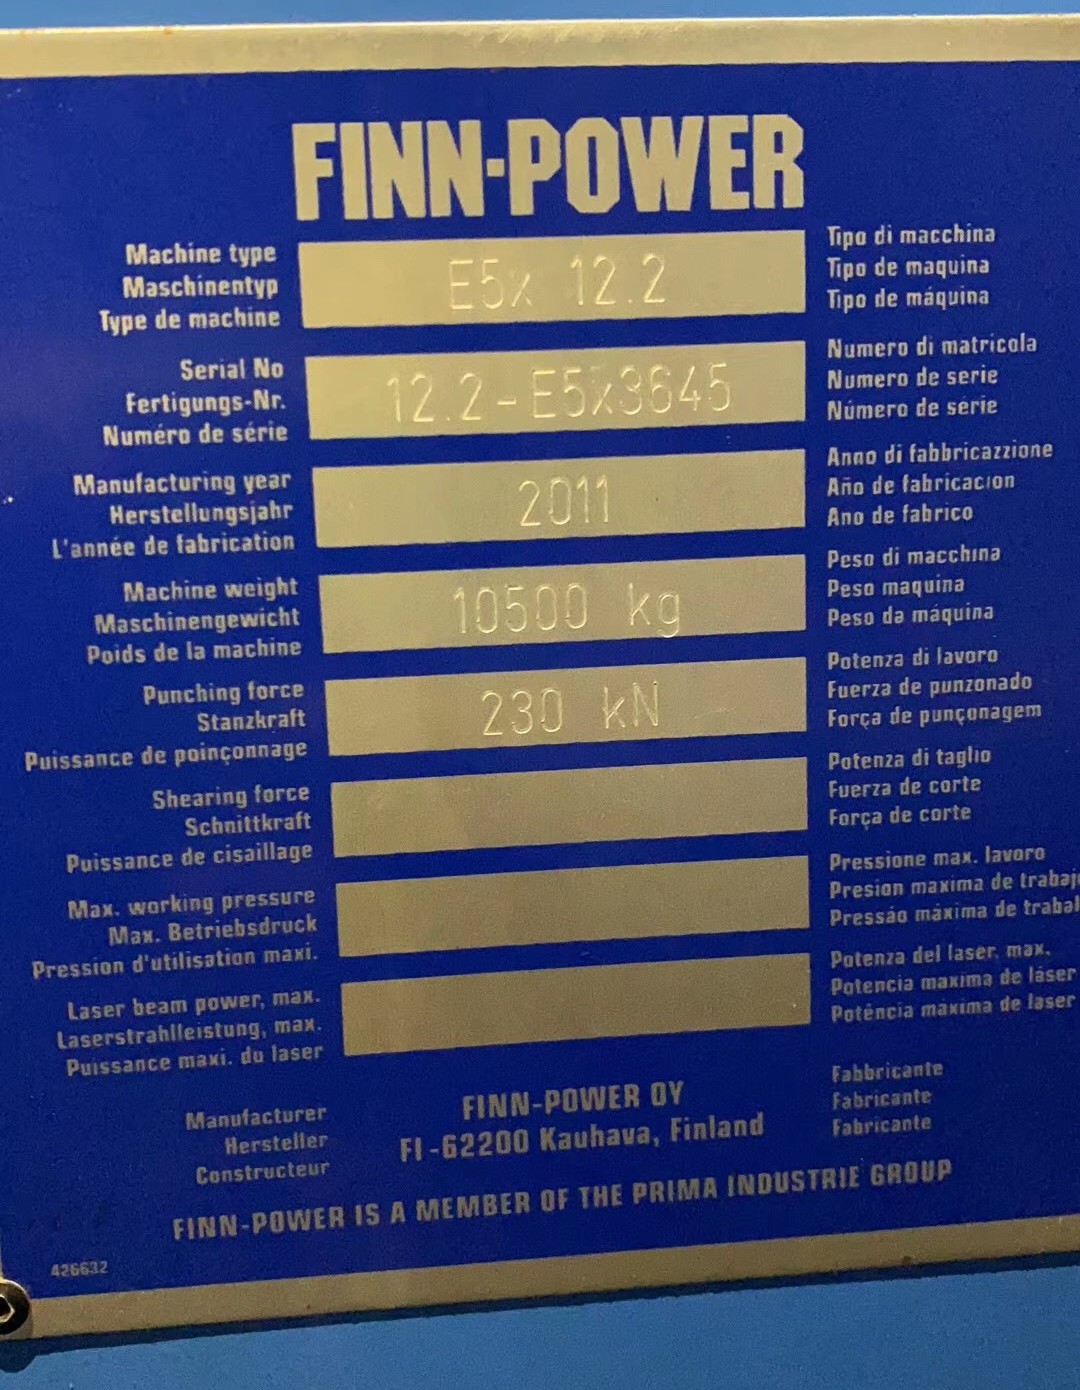 FINN-POWER
Machine type
Maschinentyp
Type de machine
E5x 12.2
Tipo di macchina
Tipo de maquina
Tipo de máquina
Serial No
Fertigungs-Nr.
Numéro de série
12.2-E5x3645
Numero di matricola
Numero de serie
Número de série
Manufacturing year
Herstellungsjahr
L'année de fabrication
2011
Anno di fabbricazzione
Año de fabricacion
Ano de fabrico
Machine weight
Maschinengewicht
Poids de la machine
10500 kg
Peso di macchina
Peso maquina
Peso da máquina
Punching force
Stanzkraft
Puissance de poinçonnage
230 kN
Potenza di lavoro
Fuerza de punzonado
Força de punçonagem
Shearing force
Schnittkraft
Puissance de cisaillage
Potenza di taglio
Fuerza de corte
Força de corte
Max. working pressure
Max. Betriebsdruck
Pression d'utilisation maxi.
Pressione max. lavoro
Presion maxima de trabaj
Pressáo máxima de trabal
Laser beam power, max.
Laserstrahlleistung, max.
Puissance maxi. du laser
Potenza del laser, max.
Potencia maxima de láser
Potência máxima de laser
Manufacturer
Hersteller
Constructeur
FINN-POWER OY
FI-62200 Kauhava, Finland
Fabbricante
Fabricante
Fabricante
FINN-POWER IS A MEMBER OF THE PRIMA INDUSTRIE GROUP
426632